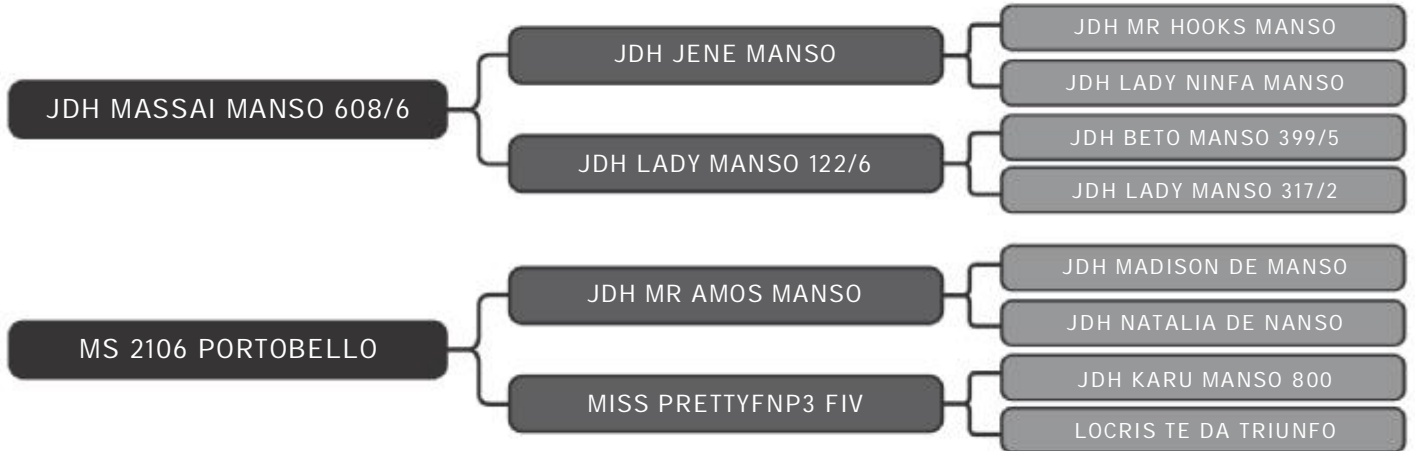 JDH MASSAI MANSO 608/6
JDH JENE MANSO
JDH MR HOOKS MANSO
JDH LADY NINFA MANSO
JDH LADY MANSO 122/6
JDH BETO MANSO 399/5
JDH LADY MANSO 317/2
MS 2106 PORTOBELLO
JDH MR AMOS MANSO
JDH MADISON DE MANSO
JDH NATALIA DE NANSO
MISS PRETTYFNP3 FIV
JDH KARU MANSO 800
LOCRIS TE DA TRIUNFO